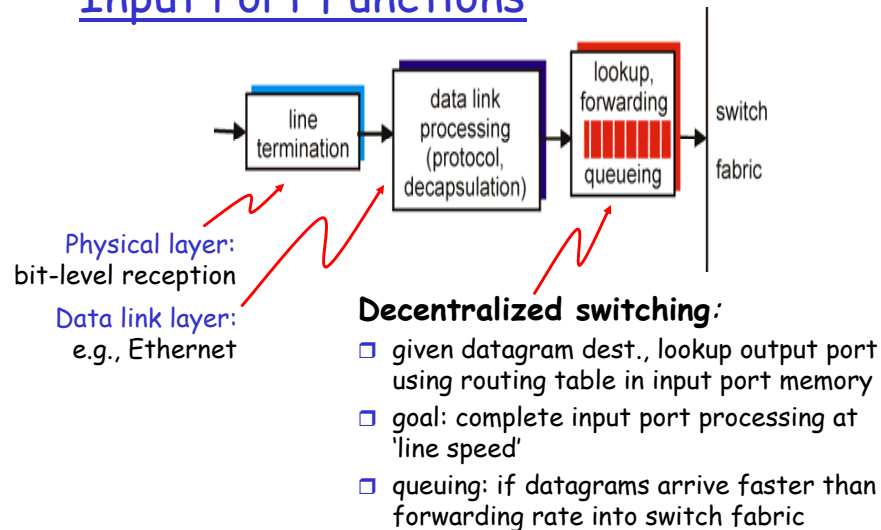 Input Port Functions
line
termination
data link
processing
(protocol,
decapsulation)
lookup,
forwarding
queueing
switch
fabric
Physical layer:
bit-level reception
Data link layer:
e.g., Ethernet
Decentralized switching:
given datagram dest., lookup output port
using routing table in input port memory
goal: complete input port processing at
‘line speed’
queuing: if datagrams arrive faster than
forwarding rate into switch fabric